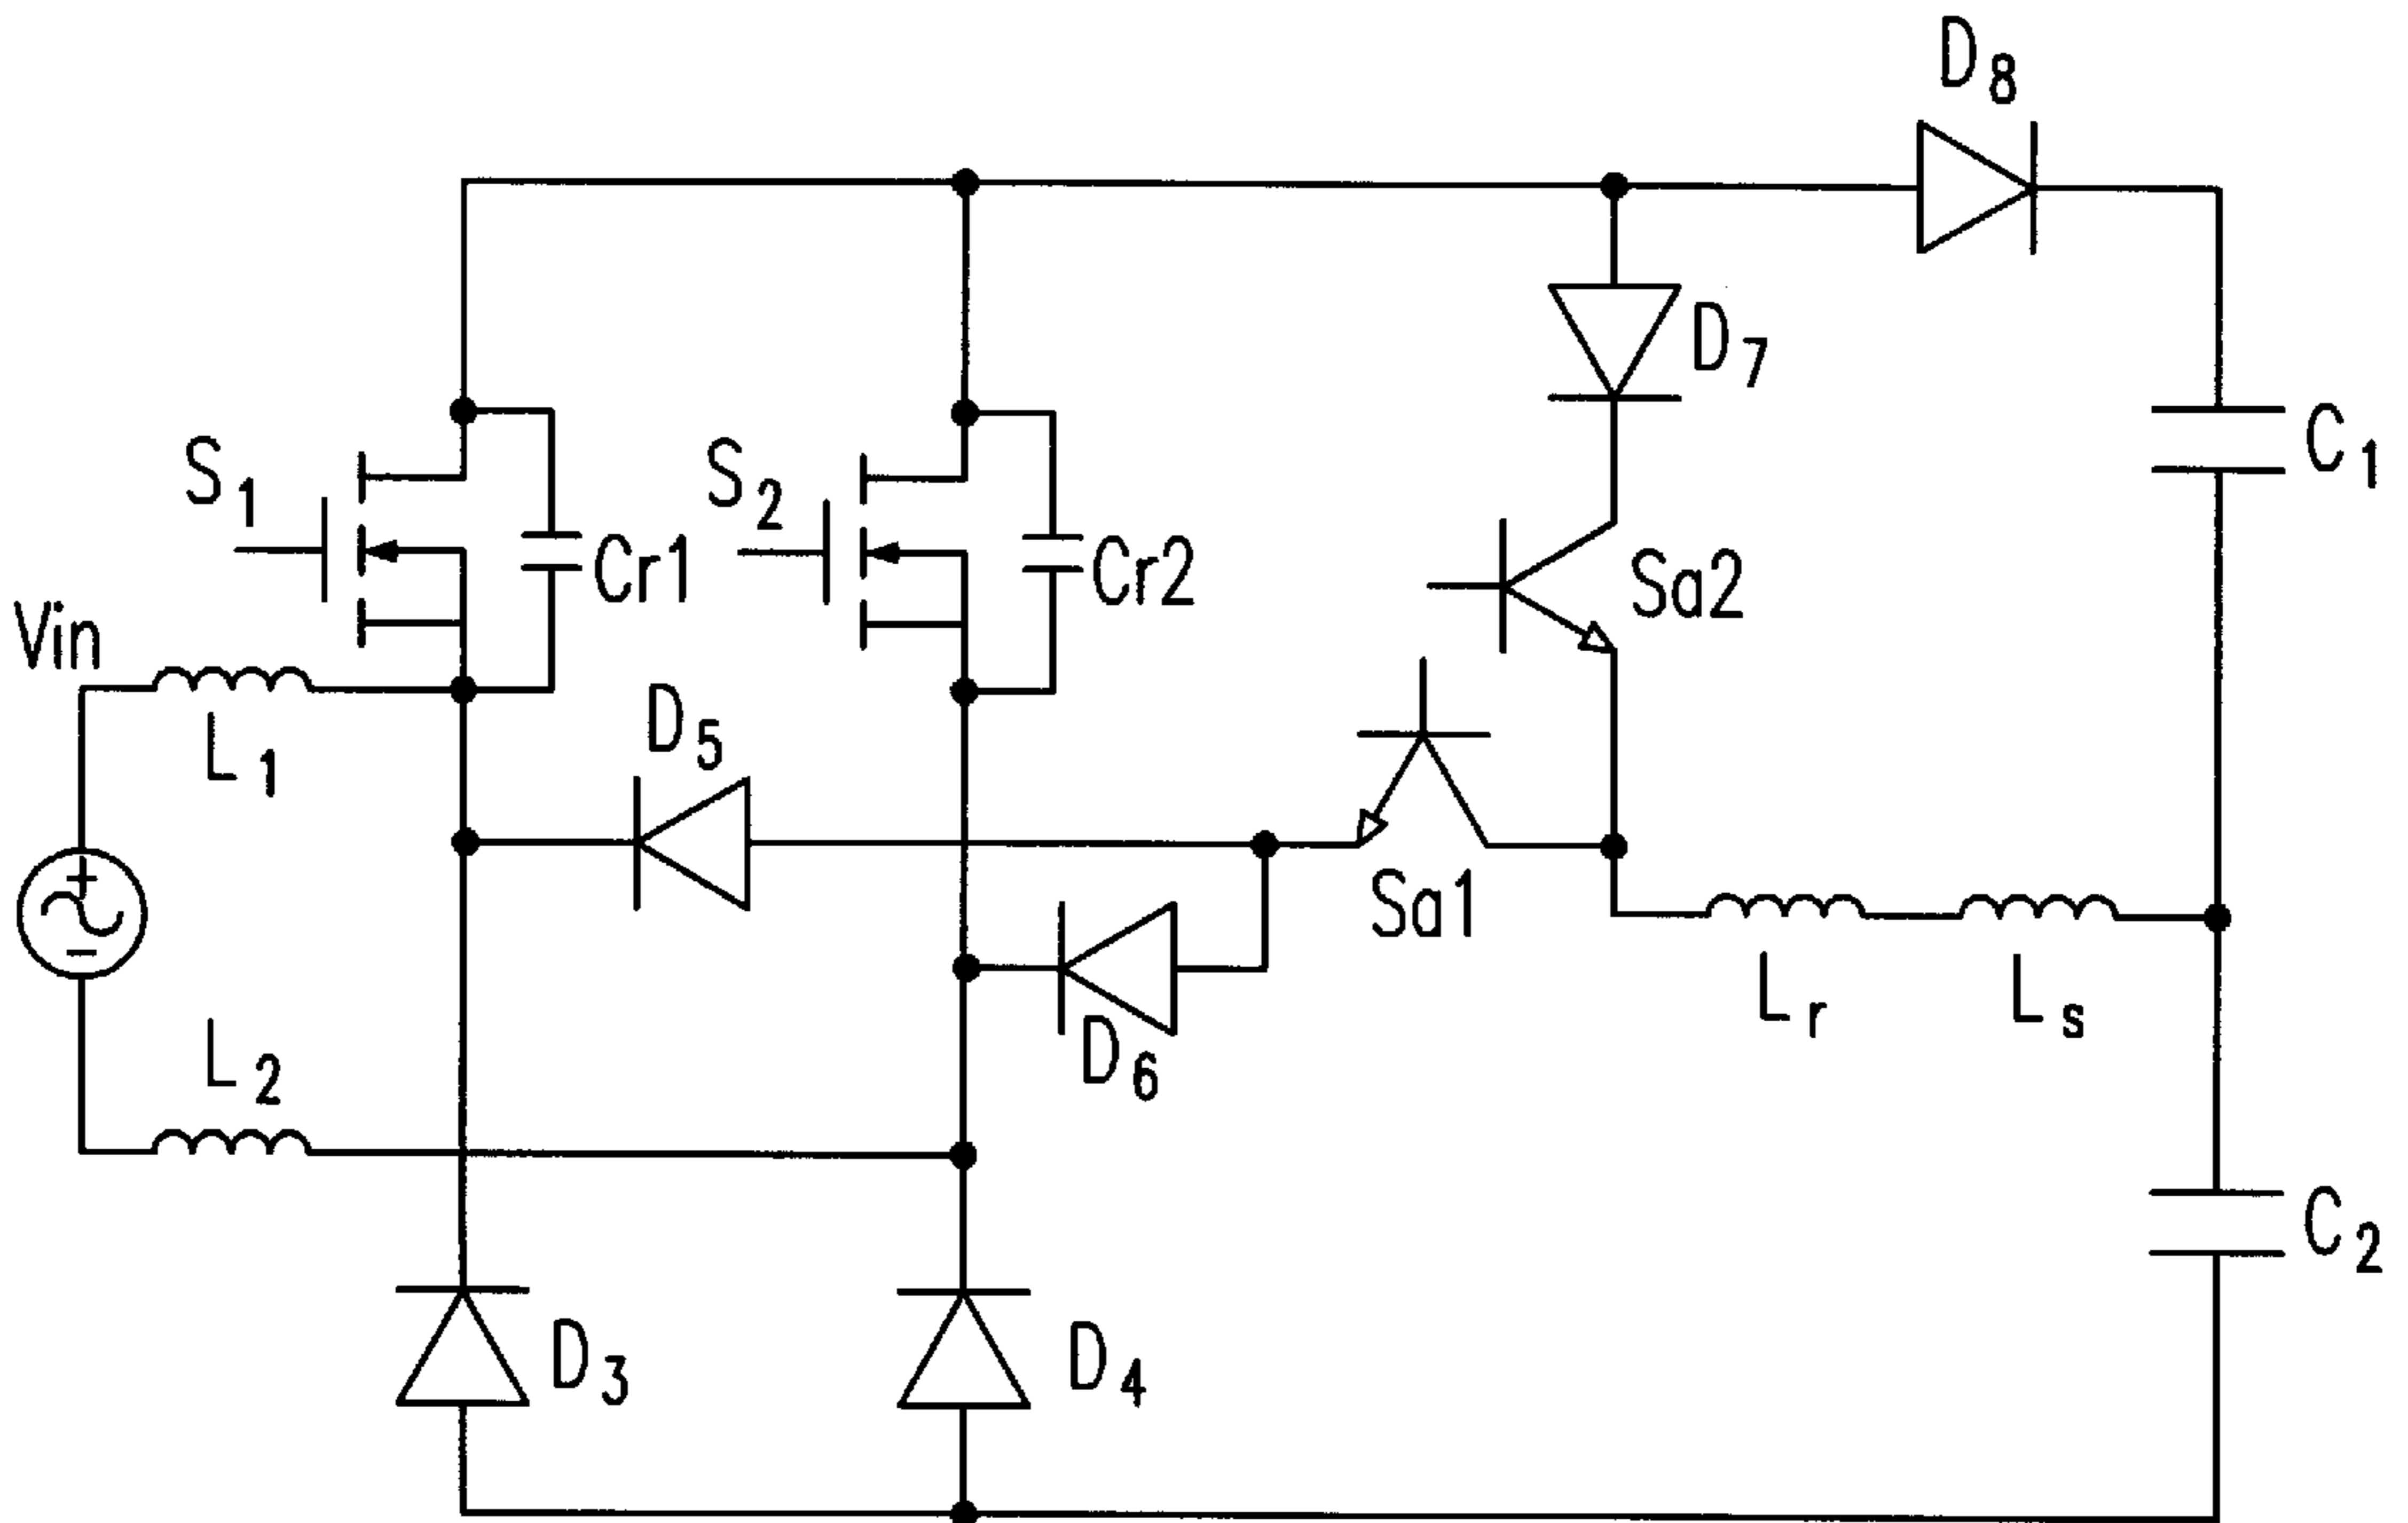 D8
D7
C1
S1
S2
Cr1
Cr2
Sa2
Vin
L1
D5
+
-
Sa1
D6
Lr
Ls
L2
C2
D3
D4